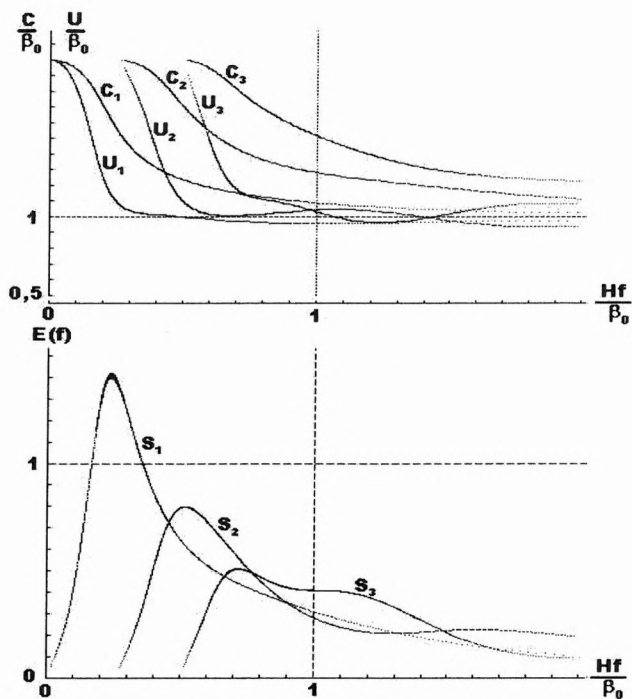 C/β₀ U/β₀
C₁
C₂
C₃
U₁
U₂
U₃
1
0,5
0
1
Hf/β₀
E(f)
S₁
1
S₂
S₃
0
0
1
Hf/β₀